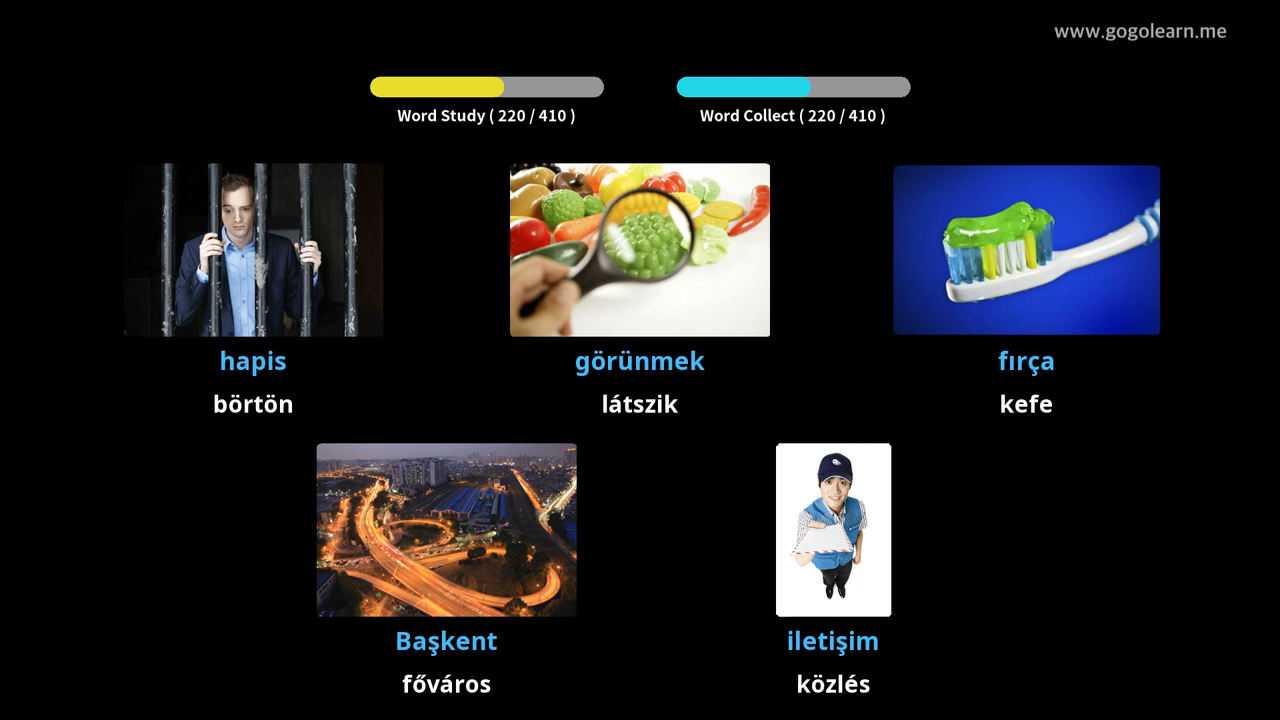 www.gogolearn.me
Word Study ( 220 / 410 )
Word Collect ( 220 / 410 )
hapis
börtön
görünmek
látszik
fırça
kefe
Başkent
főváros
iletişim
közlés